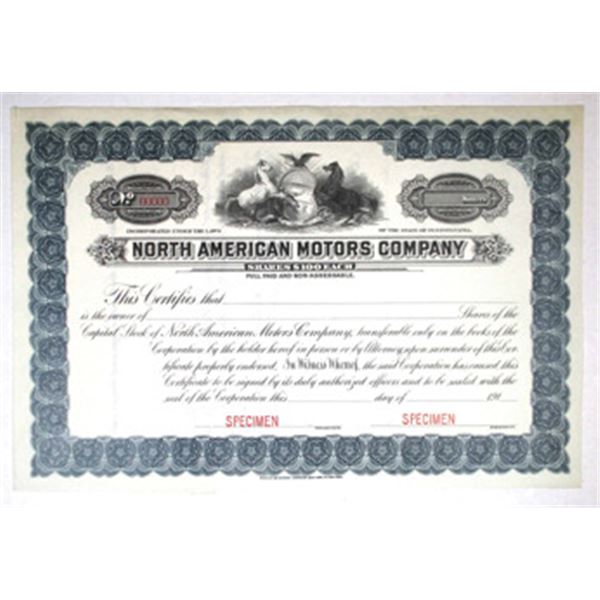 No 00000
INCORPORATED UNDER THE LAWS OF THE STATE OF PENNSYLVANIA.
NORTH AMERICAN MOTORS COMPANY
SHARES $100 EACH
FULL PAID AND NON-ASSESSABLE.
This Certifies that
is the owner of Shares of the
Capital Stock of North American Motors Company, transferable only on the books of the
Corporation by the holder hereof in person or by Attorney, upon surrender of this Cer-
tificate properly endorsed. In Witness Whereof, the said Corporation has caused this
Certificate to be signed by its duly authorized officers and to be sealed with the
seal of the Corporation this day of 191
SPECIMEN SPECIMEN